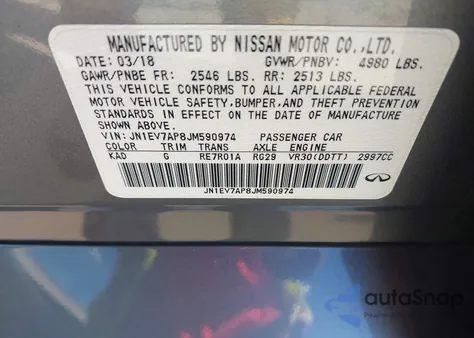 MANUFACTURED BY NISSAN MOTOR CO.,LTD.
DATE: 03/18 GVWR/PNBV: 4980 LBS.
GAWR/PNBE FR: 2546 LBS. RR: 2513 LBS.
THIS VEHICLE CONFORMS TO ALL APPLICABLE FEDERAL
MOTOR VEHICLE SAFETY,BUMPER,AND THEFT PREVENTION
STANDARDS IN EFFECT ON THE DATE OF MANUFACTURE
SHOWN ABOVE.
VIN: JN1EV7AP8JM590974 PASSENGER CAR
COLOR TRIM TRANS AXLE ENGINE
KAD G RE7R01A RG29 VR30(DDTT) 2997CC
JN1EV7AP8JM590974
autoSnap